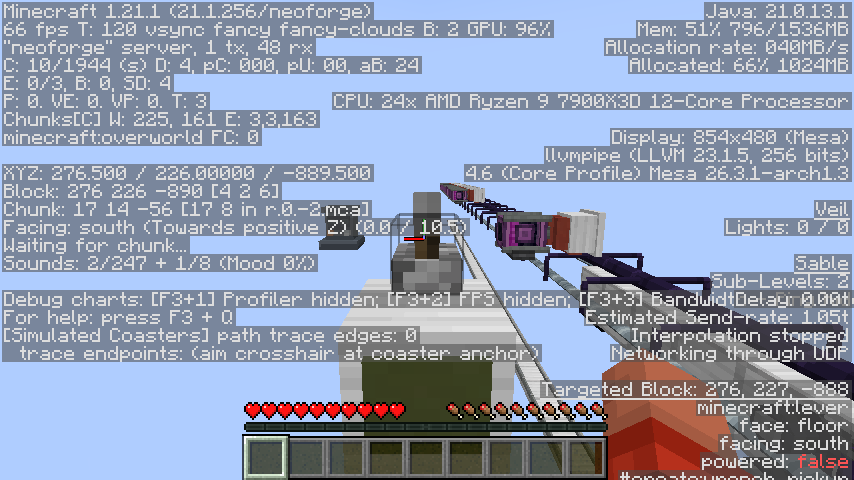 Minecraft 1.21.1 (21.1.256/neoforge)
66 fps T: 120 vsync fancy fancy-clouds B: 2 GPU: 96%
"neoforge" server, 1 tx, 48 rx
C: 10/1944 (s) D: 4, pC: 000, pU: 00, aB: 24
E: 0/3, B: 0, SD: 4
P: 0. VE: 0. VP: 0. T: 3
Chunks[C] W: 225, 161 E: 3,3,163
minecraft:overworld FC: 0
XYZ: 276.500 / 226.00000 / -889.500
Block: 276 226 -890 [4 2 6]
Chunk: 17 14 -56 [17 8 in r.0.-2.mca]
Facing: south (Towards positive Z) (0.0 / 10.5)
Waiting for chunk...
Sounds: 2/247 + 1/8 (Mood 0%)
Debug charts: [F3+1] Profiler hidden; [F3+2] FPS hidden; [F3+3] Bandwidt
For help: press F3 + Q
[Simulated Coasters] path trace edges: 0
trace endpoints: (aim crosshair at coaster anchor)
Java: 21.0.13.1
Mem: 51% 796/1536MB
Allocation rate: 040MB/s
Allocated: 66% 1024MB
CPU: 24x AMD Ryzen 9 7900X3D 12-Core Processor
Display: 854x480 (Mesa)
llvmpipe (LLVM 23.1.5, 256 bits)
4.6 (Core Profile) Mesa 26.3.1-arch1.3
Veil
Lights: 0 / 0
Sable
Sub-Levels: 2
Delay: 0.00t
Estimated Send-rate: 1.05t
Interpolation stopped
Networking through UDP
Targeted Block: 276, 227, -888
minecraft:lever
face: floor
facing: south
powered: false
#create:wrench_pickup